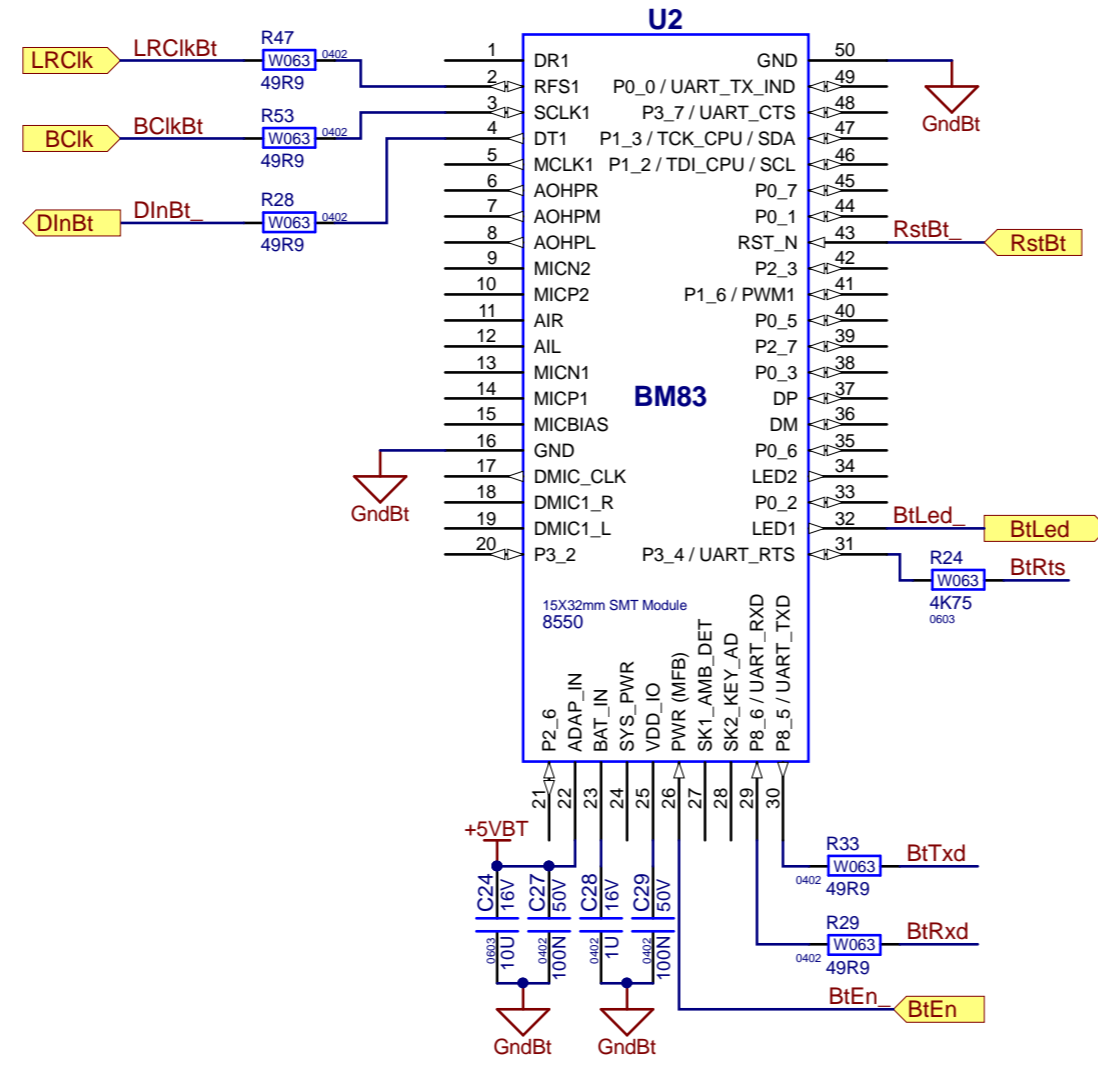 U2
LRClk
LRClkBt
R47
W063
0402
49R9
BClk
BClkBt
R53
W063
0402
49R9
DInBt
DInBt_
R28
W063
0402
49R9
1 DR1
2 RFS1
3 SCLK1
4 DT1
5 MCLK1
6 AOHPR
7 AOHPM
8 AOHPL
9 MICN2
10 MICP2
11 AIR
12 AIL
13 MICN1
14 MICP1
15 MICBIAS
16 GND
17 DMIC_CLK
18 DMIC1_R
19 DMIC1_L
20 P3_2
GndBt
BM83
15X32mm SMT Module
8550
GND 50
P0_0 / UART_TX_IND 49
P3_7 / UART_CTS 48
P1_3 / TCK_CPU / SDA 47
P1_2 / TDI_CPU / SCL 46
P0_7 45
P0_1 44
RST_N 43
P2_3 42
P1_6 / PWM1 41
P0_5 40
P2_7 39
P0_3 38
DP 37
DM 36
P0_6 35
LED2 34
P0_2 33
LED1 32
P3_4 / UART_RTS 31
GndBt
RstBt_
RstBt
BtLed_
BtLed
R24
W063
4K75
0603
BtRts
P2_6 21
ADAP_IN 22
BAT_IN 23
SYS_PWR 24
VDD_IO 25
PWR (MFB) 26
SK1_AMB_DET 27
SK2_KEY_AD 28
P8_6 / UART_RXD 29
P8_5 / UART_TXD 30
+5VBT
C24
16V
0603
10U
C27
50V
0402
100N
C28
16V
0402
1U
C29
50V
0402
100N
GndBt
GndBt
R33
W063
0402
49R9
BtTxd
R29
W063
0402
49R9
BtRxd
BtEn_
BtEn